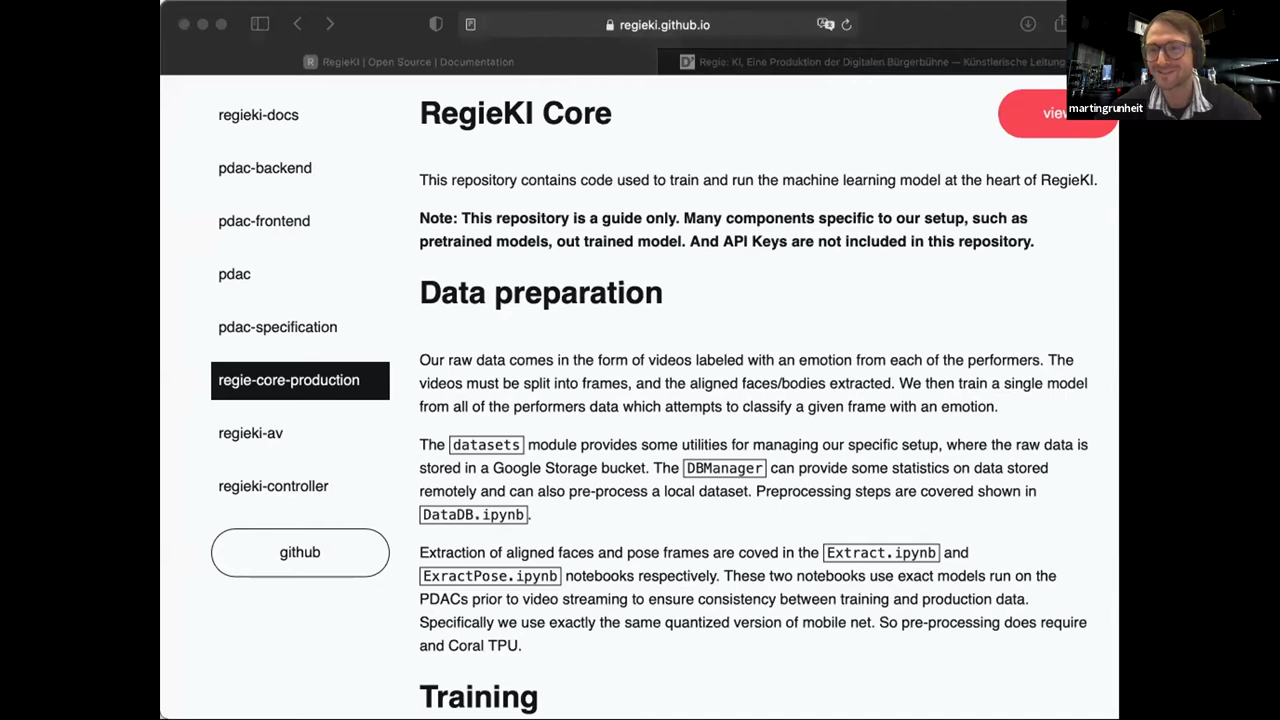 regieki.github.io
RegieKI | Open Source | Documentation
Regie: KI, Eine Produktion der Digitalen Bürgerbühne — Künstlerische Leitung
martingrunheit
regieki-docs
pdac-backend
pdac-frontend
pdac
pdac-specification
regie-core-production
regieki-av
regieki-controller
github
RegieKI Core
view
This repository contains code used to train and run the machine learning model at the heart of RegieKI.
Note: This repository is a guide only. Many components specific to our setup, such as
pretrained models, out trained model. And API Keys are not included in this repository.
Data preparation
Our raw data comes in the form of videos labeled with an emotion from each of the performers. The
videos must be split into frames, and the aligned faces/bodies extracted. We then train a single model
from all of the performers data which attempts to classify a given frame with an emotion.
The datasets module provides some utilities for managing our specific setup, where the raw data is
stored in a Google Storage bucket. The DBManager can provide some statistics on data stored
remotely and can also pre-process a local dataset. Preprocessing steps are covered shown in
DataDB.ipynb.
Extraction of aligned faces and pose frames are coved in the Extract.ipynb and
ExractPose.ipynb notebooks respectively. These two notebooks use exact models run on the
PDACs prior to video streaming to ensure consistency between training and production data.
Specifically we use exactly the same quantized version of mobile net. So pre-processing does require
and Coral TPU.
Training